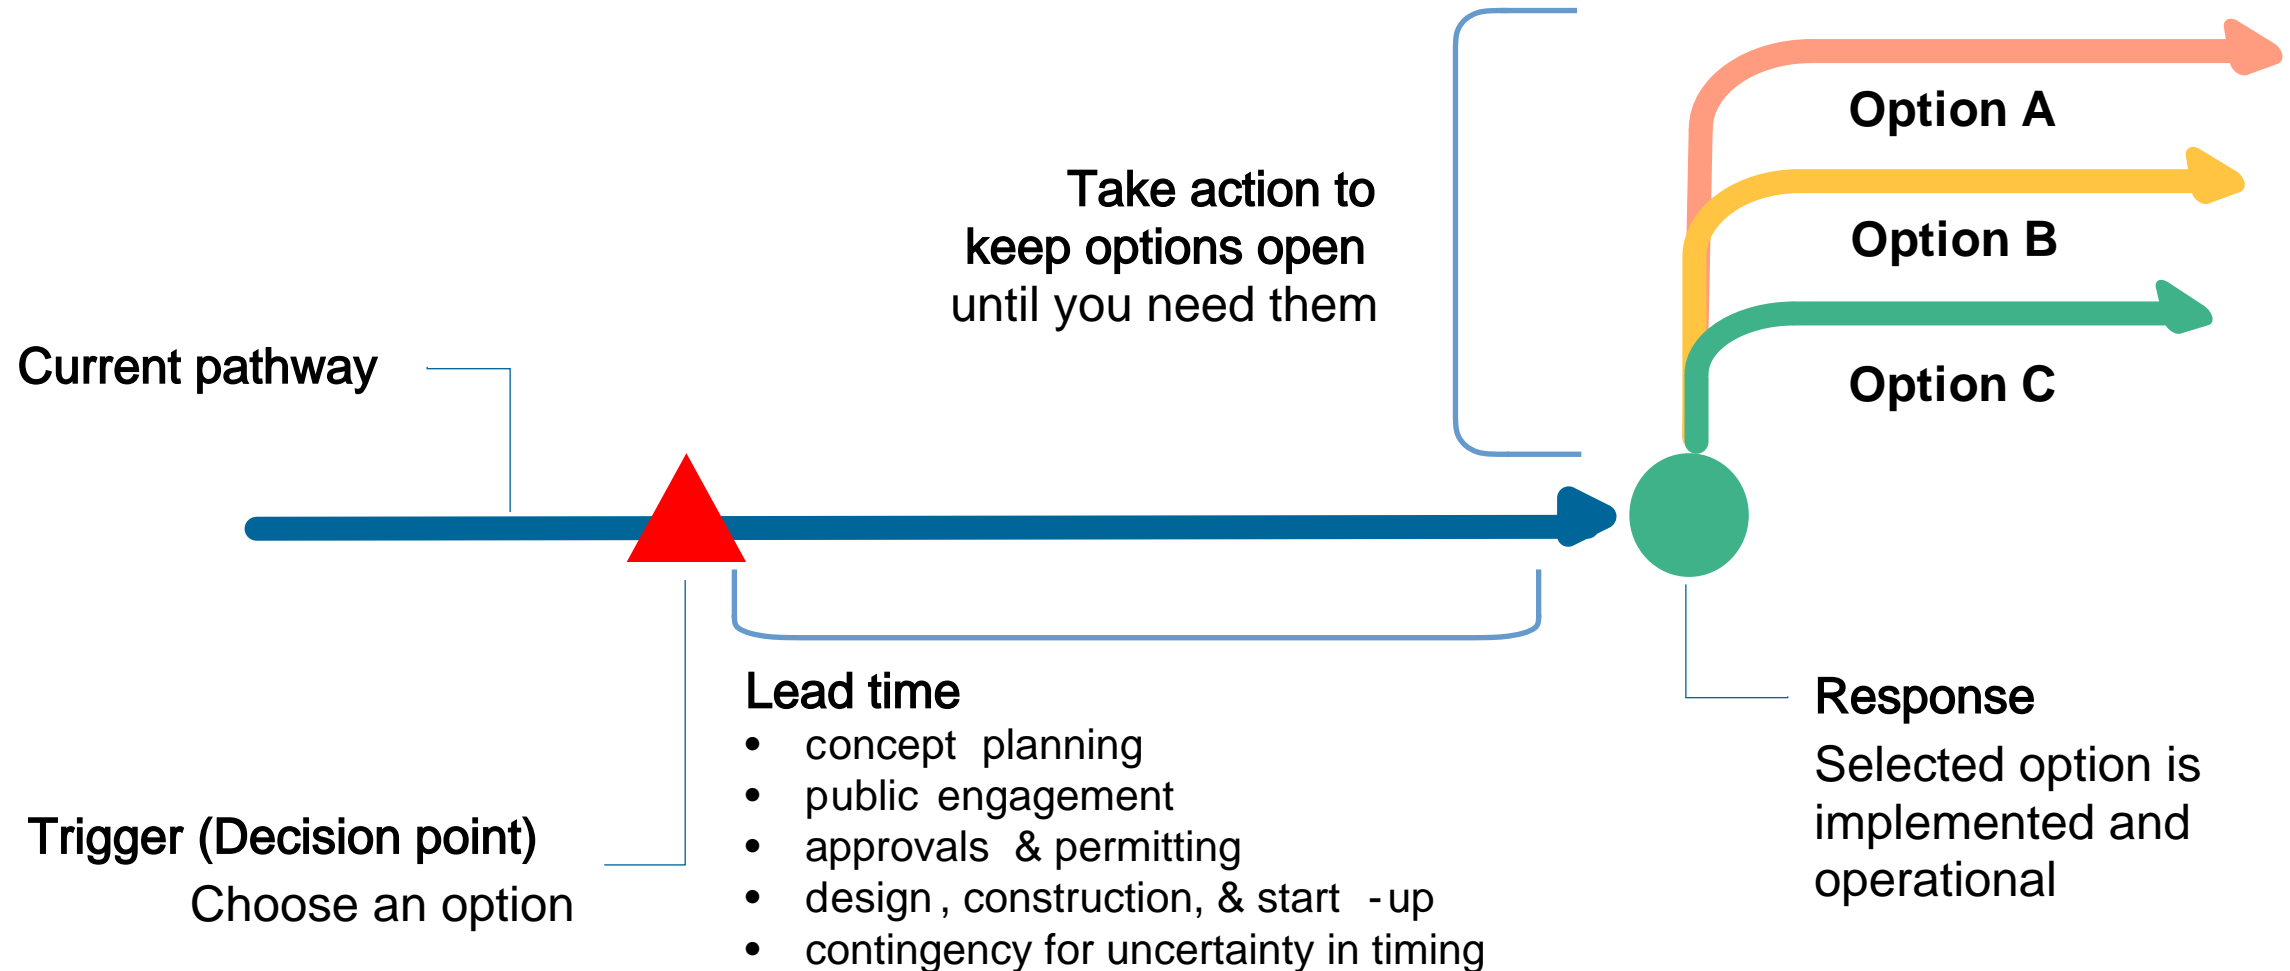 Option A
Take action to
keep options open
until you need them
Option B
Option C
Current pathway
Trigger (Decision point)
Choose an option
Lead time
• concept planning
• public engagement
• approvals & permitting
• design, construction, & start -up
• contingency for uncertainty in timing
Response
Selected option is
implemented and
operational